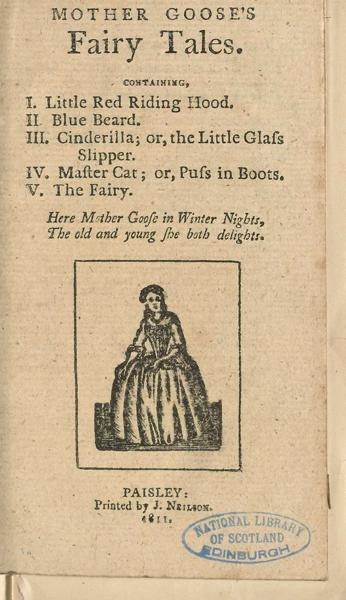 MOTHER GOOSE'S
Fairy Tales.
CONTAINING,
I. Little Red Riding Hood.
II. Blue Beard.
III. Cinderilla; or, the Little Glaſs
Slipper.
IV. Maſter Cat; or, Puſs in Boots.
V. The Fairy.
Here Mother Gooſe in Winter Nights,
The old and young ſhe both delights.
PAISLEY:
Printed by J. NEILSON.
1811.
NATIONAL LIBRARY
OF SCOTLAND
EDINBURGH